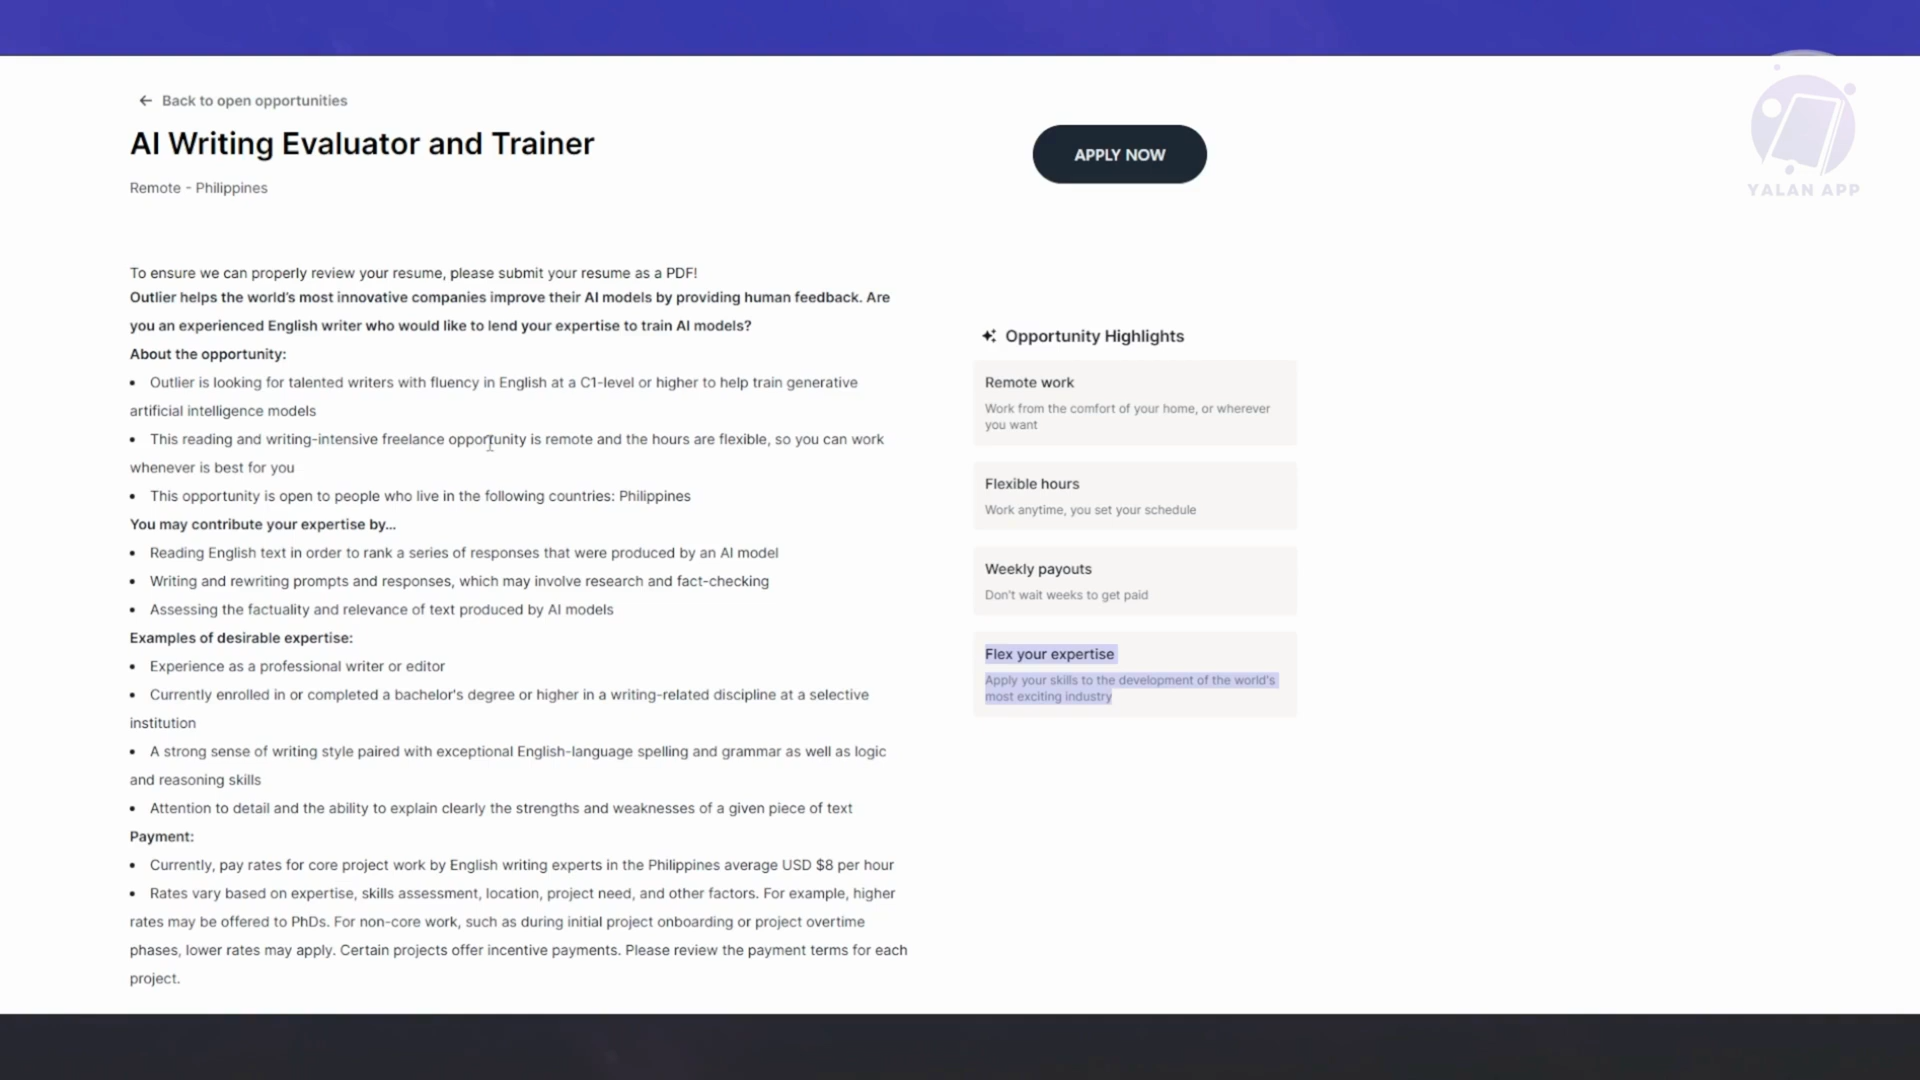 ← Back to open opportunities
AI Writing Evaluator and Trainer
Remote - Philippines
APPLY NOW
YALAN APP
To ensure we can properly review your resume, please submit your resume as a PDF!
Outlier helps the world's most innovative companies improve their AI models by providing human feedback. Are
you an experienced English writer who would like to lend your expertise to train AI models?
About the opportunity:
• Outlier is looking for talented writers with fluency in English at a C1-level or higher to help train generative
artificial intelligence models
• This reading and writing-intensive freelance opportunity is remote and the hours are flexible, so you can work
whenever is best for you
• This opportunity is open to people who live in the following countries: Philippines
You may contribute your expertise by...
• Reading English text in order to rank a series of responses that were produced by an AI model
• Writing and rewriting prompts and responses, which may involve research and fact-checking
• Assessing the factuality and relevance of text produced by AI models
Examples of desirable expertise:
• Experience as a professional writer or editor
• Currently enrolled in or completed a bachelor's degree or higher in a writing-related discipline at a selective
institution
• A strong sense of writing style paired with exceptional English-language spelling and grammar as well as logic
and reasoning skills
• Attention to detail and the ability to explain clearly the strengths and weaknesses of a given piece of text
Payment:
• Currently, pay rates for core project work by English writing experts in the Philippines average USD $8 per hour
• Rates vary based on expertise, skills assessment, location, project need, and other factors. For example, higher
rates may be offered to PhDs. For non-core work, such as during initial project onboarding or project overtime
phases, lower rates may apply. Certain projects offer incentive payments. Please review the payment terms for each
project.
Opportunity Highlights
Remote work
Work from the comfort of your home, or wherever
you want
Flexible hours
Work anytime, you set your schedule
Weekly payouts
Don't wait weeks to get paid
Flex your expertise
Apply your skills to the development of the world's
most exciting industry